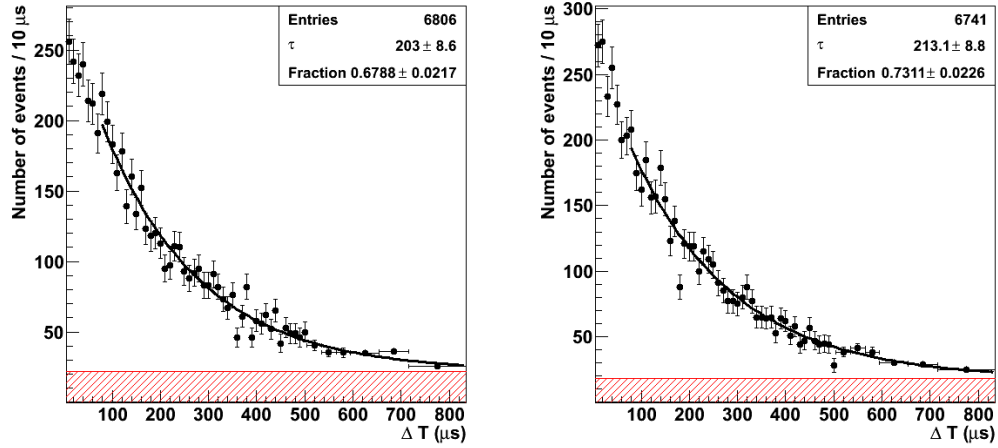 Number of events / 10 μs
Entries 6806
τ 203 ± 8.6
Fraction 0.6788 ± 0.0217
250
200
150
100
50
100 200 300 400 500 600 700 800
Δ T (μs)
Number of events / 10 μs
Entries 6741
τ 213.1 ± 8.8
Fraction 0.7311 ± 0.0226
300
250
200
150
100
50
0
100 200 300 400 500 600 700 800
Δ T (μs)